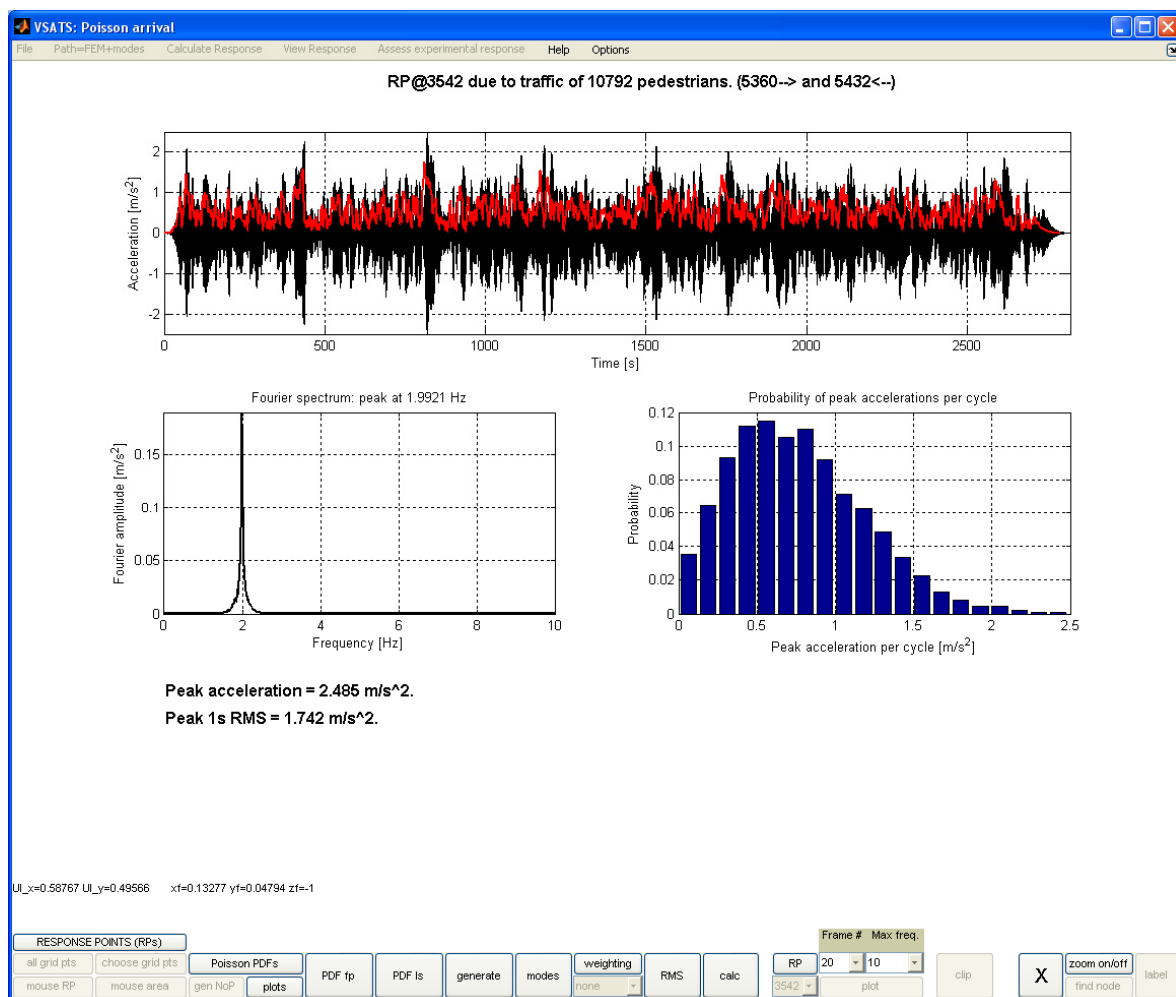 VSATS: Poisson arrival
File Path=FEM+modes Calculate Response View Response Assess experimental response Help Options
RP@3542 due to traffic of 10792 pedestrians. (5360--> and 5432<--)
2
1
0
-1
-2
Acceleration [m/s²]
0 500 1000 1500 2000 2500
Time [s]
Fourier spectrum: peak at 1.9921 Hz
0.15
0.1
0.05
0
Fourier amplitude [m/s²]
0 2 4 6 8 10
Frequency [Hz]
Probability of peak accelerations per cycle
0.12
0.1
0.08
0.06
0.04
0.02
0
Probability
0 0.5 1 1.5 2 2.5
Peak acceleration per cycle [m/s²]
Peak acceleration = 2.485 m/s^2.
Peak 1s RMS = 1.742 m/s^2.
UI_x=0.58767 UI_y=0.49566 xf=0.13277 yf=0.04794 zf=-1
Frame # Max freq.
RESPONSE POINTS (RPs)
all grid pts choose grid pts Poisson PDFs PDF fp PDF ls generate modes weighting RMS calc RP 20 10 clip X zoom on/off label
mouse RP mouse area gen NoP plots none 3542 plot find node